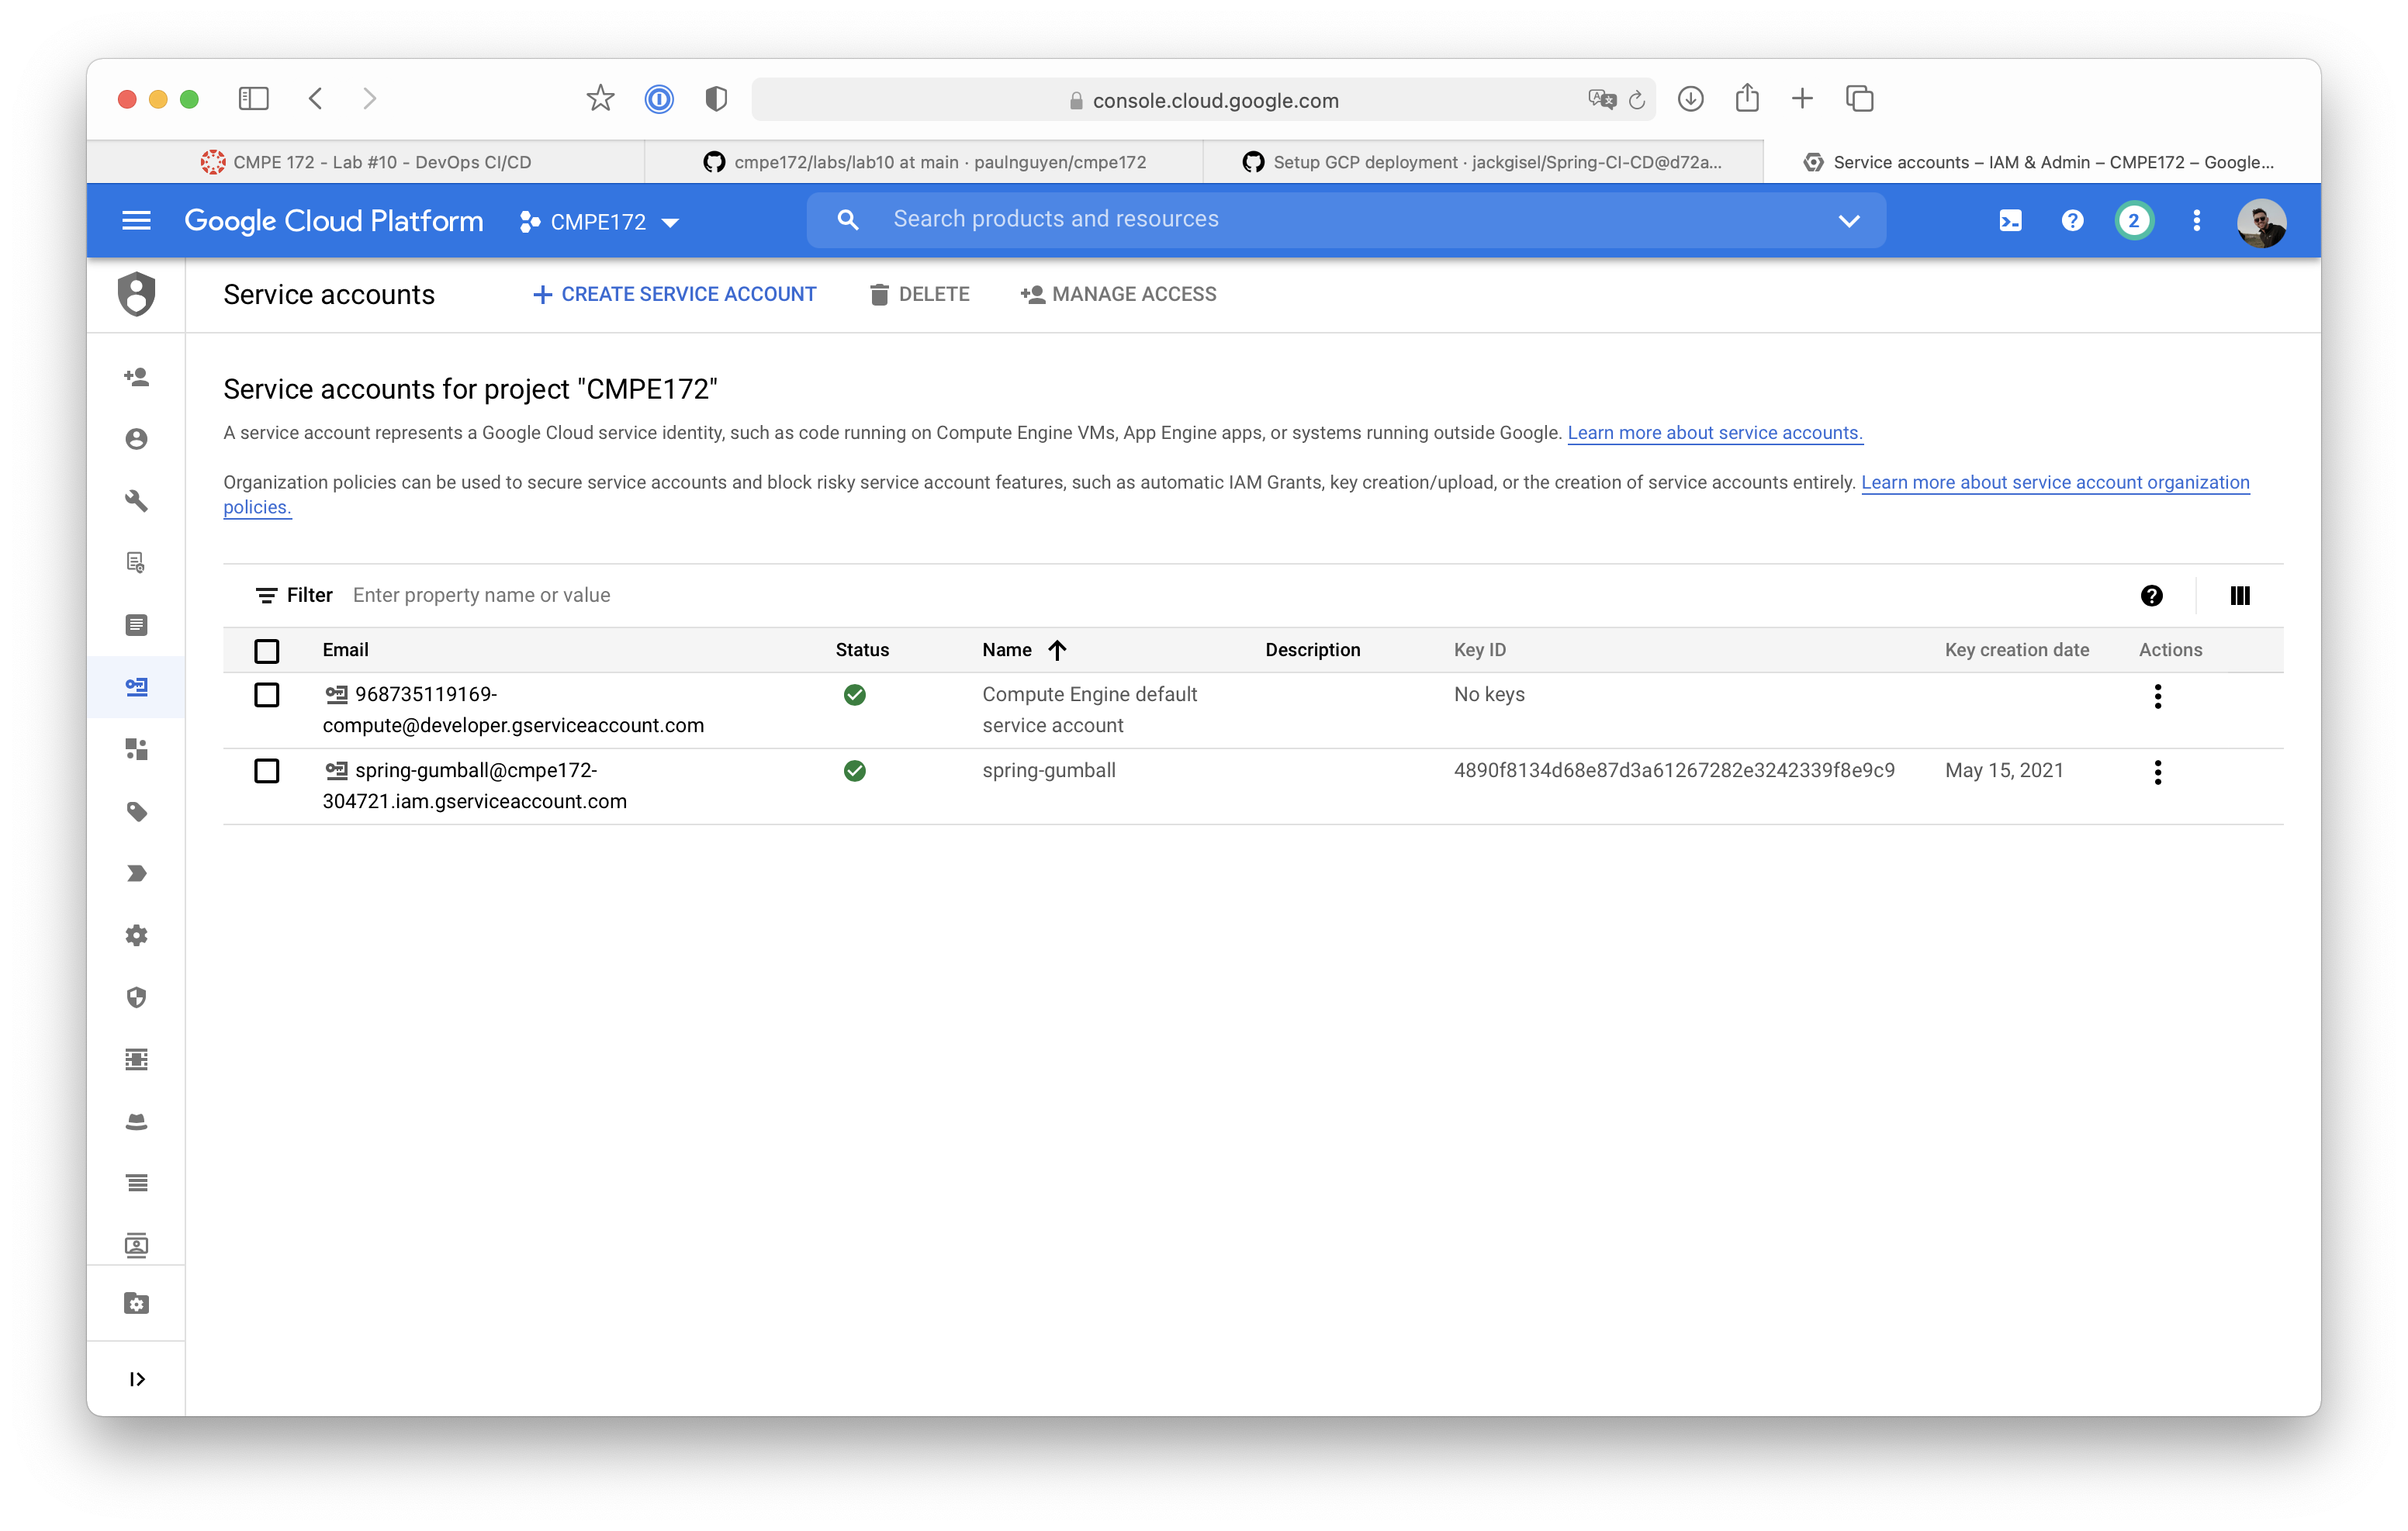 console.cloud.google.com
CMPE 172 - Lab #10 - DevOps CI/CD
cmpe172/labs/lab10 at main · paulnguyen/cmpe172
Setup GCP deployment · jackgisel/Spring-CI-CD@d72a...
Service accounts – IAM & Admin – CMPE172 – Google...
Google Cloud Platform
CMPE172
Search products and resources
2
Service accounts
CREATE SERVICE ACCOUNT
DELETE
MANAGE ACCESS
Service accounts for project "CMPE172"
A service account represents a Google Cloud service identity, such as code running on Compute Engine VMs, App Engine apps, or systems running outside Google. Learn more about service accounts.
Organization policies can be used to secure service accounts and block risky service account features, such as automatic IAM Grants, key creation/upload, or the creation of service accounts entirely. Learn more about service account organization
policies.
Filter Enter property name or value
Email Status Name Description Key ID Key creation date Actions
968735119169- Compute Engine default No keys
compute@developer.gserviceaccount.com service account
spring-gumball@cmpe172- spring-gumball 4890f8134d68e87d3a61267282e3242339f8e9c9 May 15, 2021
304721.iam.gserviceaccount.com